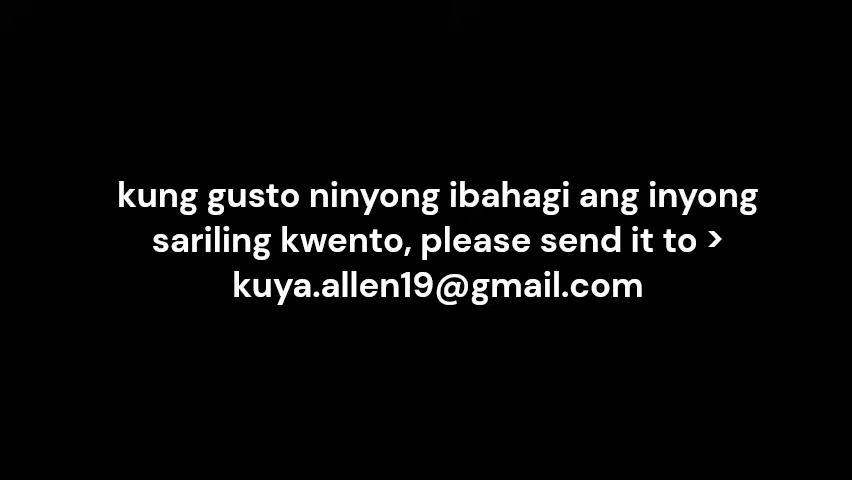 kung gusto ninyong ibahagi ang inyong
sariling kwento, please send it to >
kuya.allen19@gmail.com